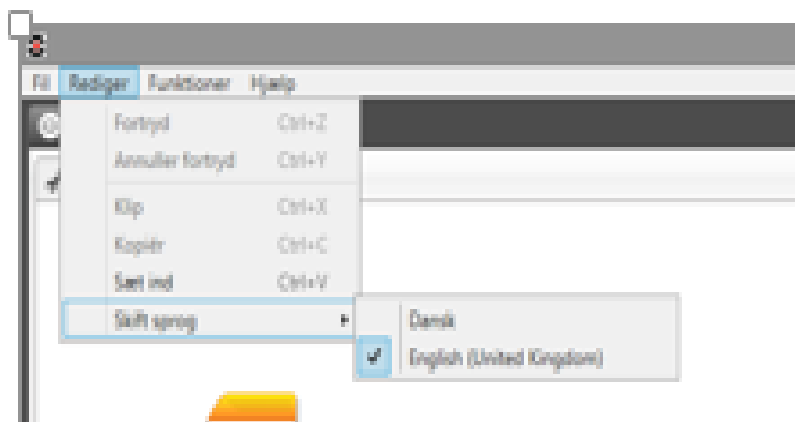 Fil Rediger Funktioner Hjælp
Fortryd Ctrl+Z
Annuller fortryd Ctrl+Y
Klip Ctrl+X
Kopiér Ctrl+C
Sæt ind Ctrl+V
Skift sprog
Dansk
English (United Kingdom)